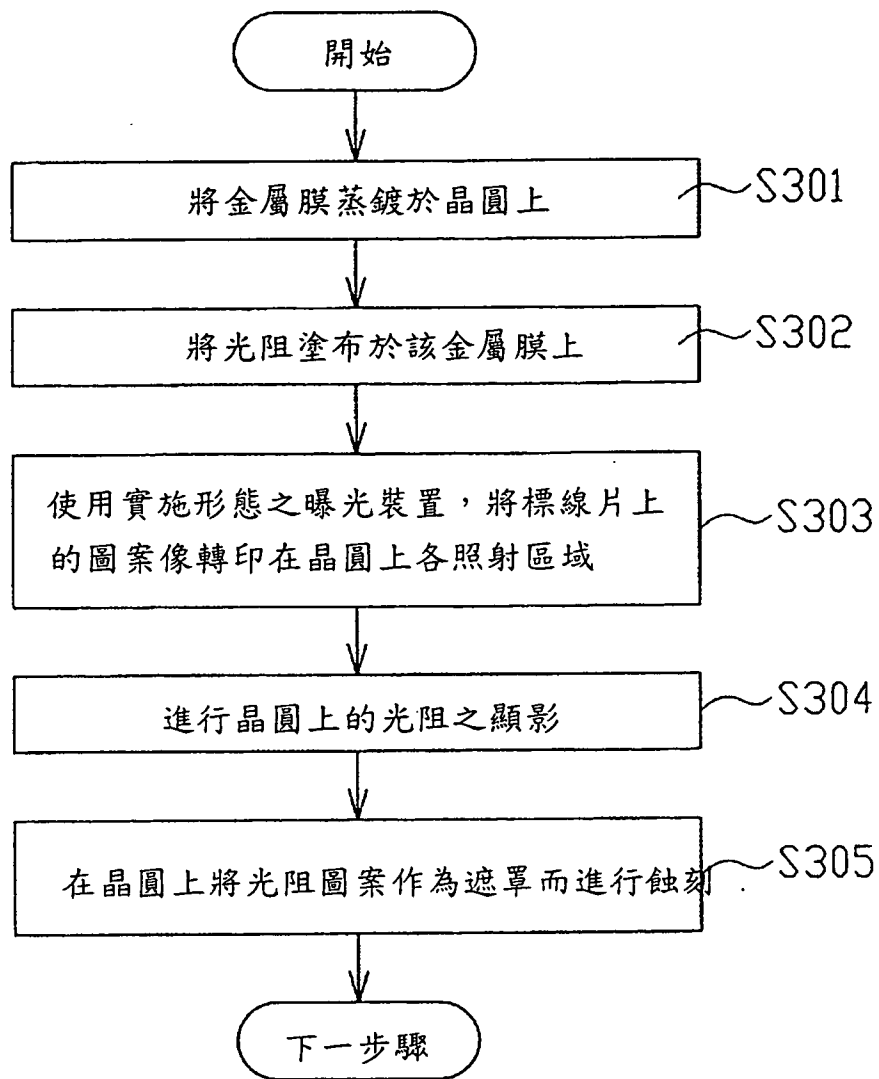 開始
將金屬膜蒸鍍於晶圓上
S301
將光阻塗布於該金屬膜上
S302
使用實施形態之曝光裝置，將標線片上
的圖案像轉印在晶圓上各照射區域
S303
進行晶圓上的光阻之顯影
S304
在晶圓上將光阻圖案作為遮罩而進行蝕刻
S305
下一步驟